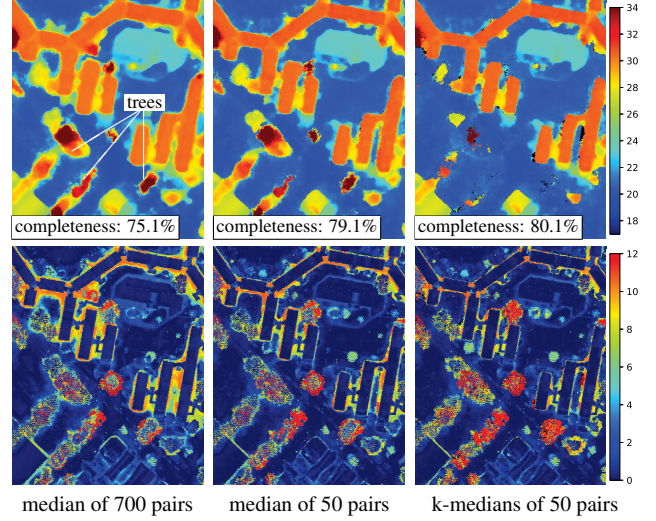 trees
completeness: 75.1%
completeness: 79.1%
completeness: 80.1%
34
32
30
28
26
24
22
20
18
12
10
8
6
4
2
0
median of 700 pairs
median of 50 pairs
k-medians of 50 pairs